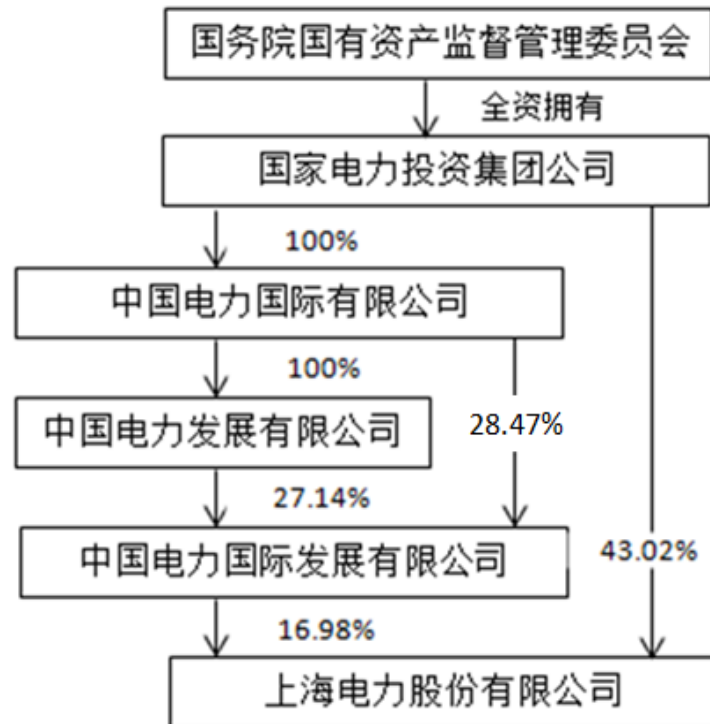 国务院国有资产监督管理委员会
全资拥有
国家电力投资集团公司
100%
中国电力国际有限公司
100%
28.47%
中国电力发展有限公司
27.14%
中国电力国际发展有限公司
43.02%
16.98%
上海电力股份有限公司